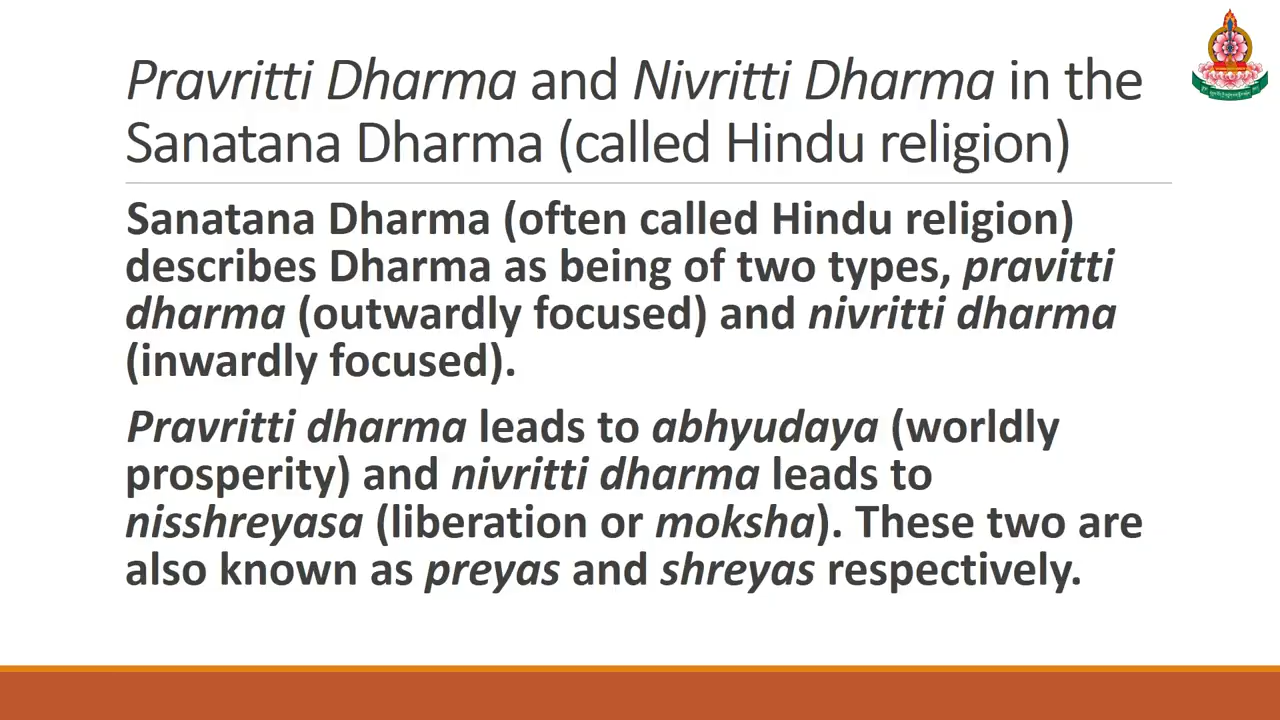 Pravritti Dharma and Nivritti Dharma in the
Sanatana Dharma (called Hindu religion)
Sanatana Dharma (often called Hindu religion)
describes Dharma as being of two types, pravitti
dharma (outwardly focused) and nivritti dharma
(inwardly focused).
Pravritti dharma leads to abhyudaya (worldly
prosperity) and nivritti dharma leads to
nisshreyasa (liberation or moksha). These two are
also known as preyas and shreyas respectively.